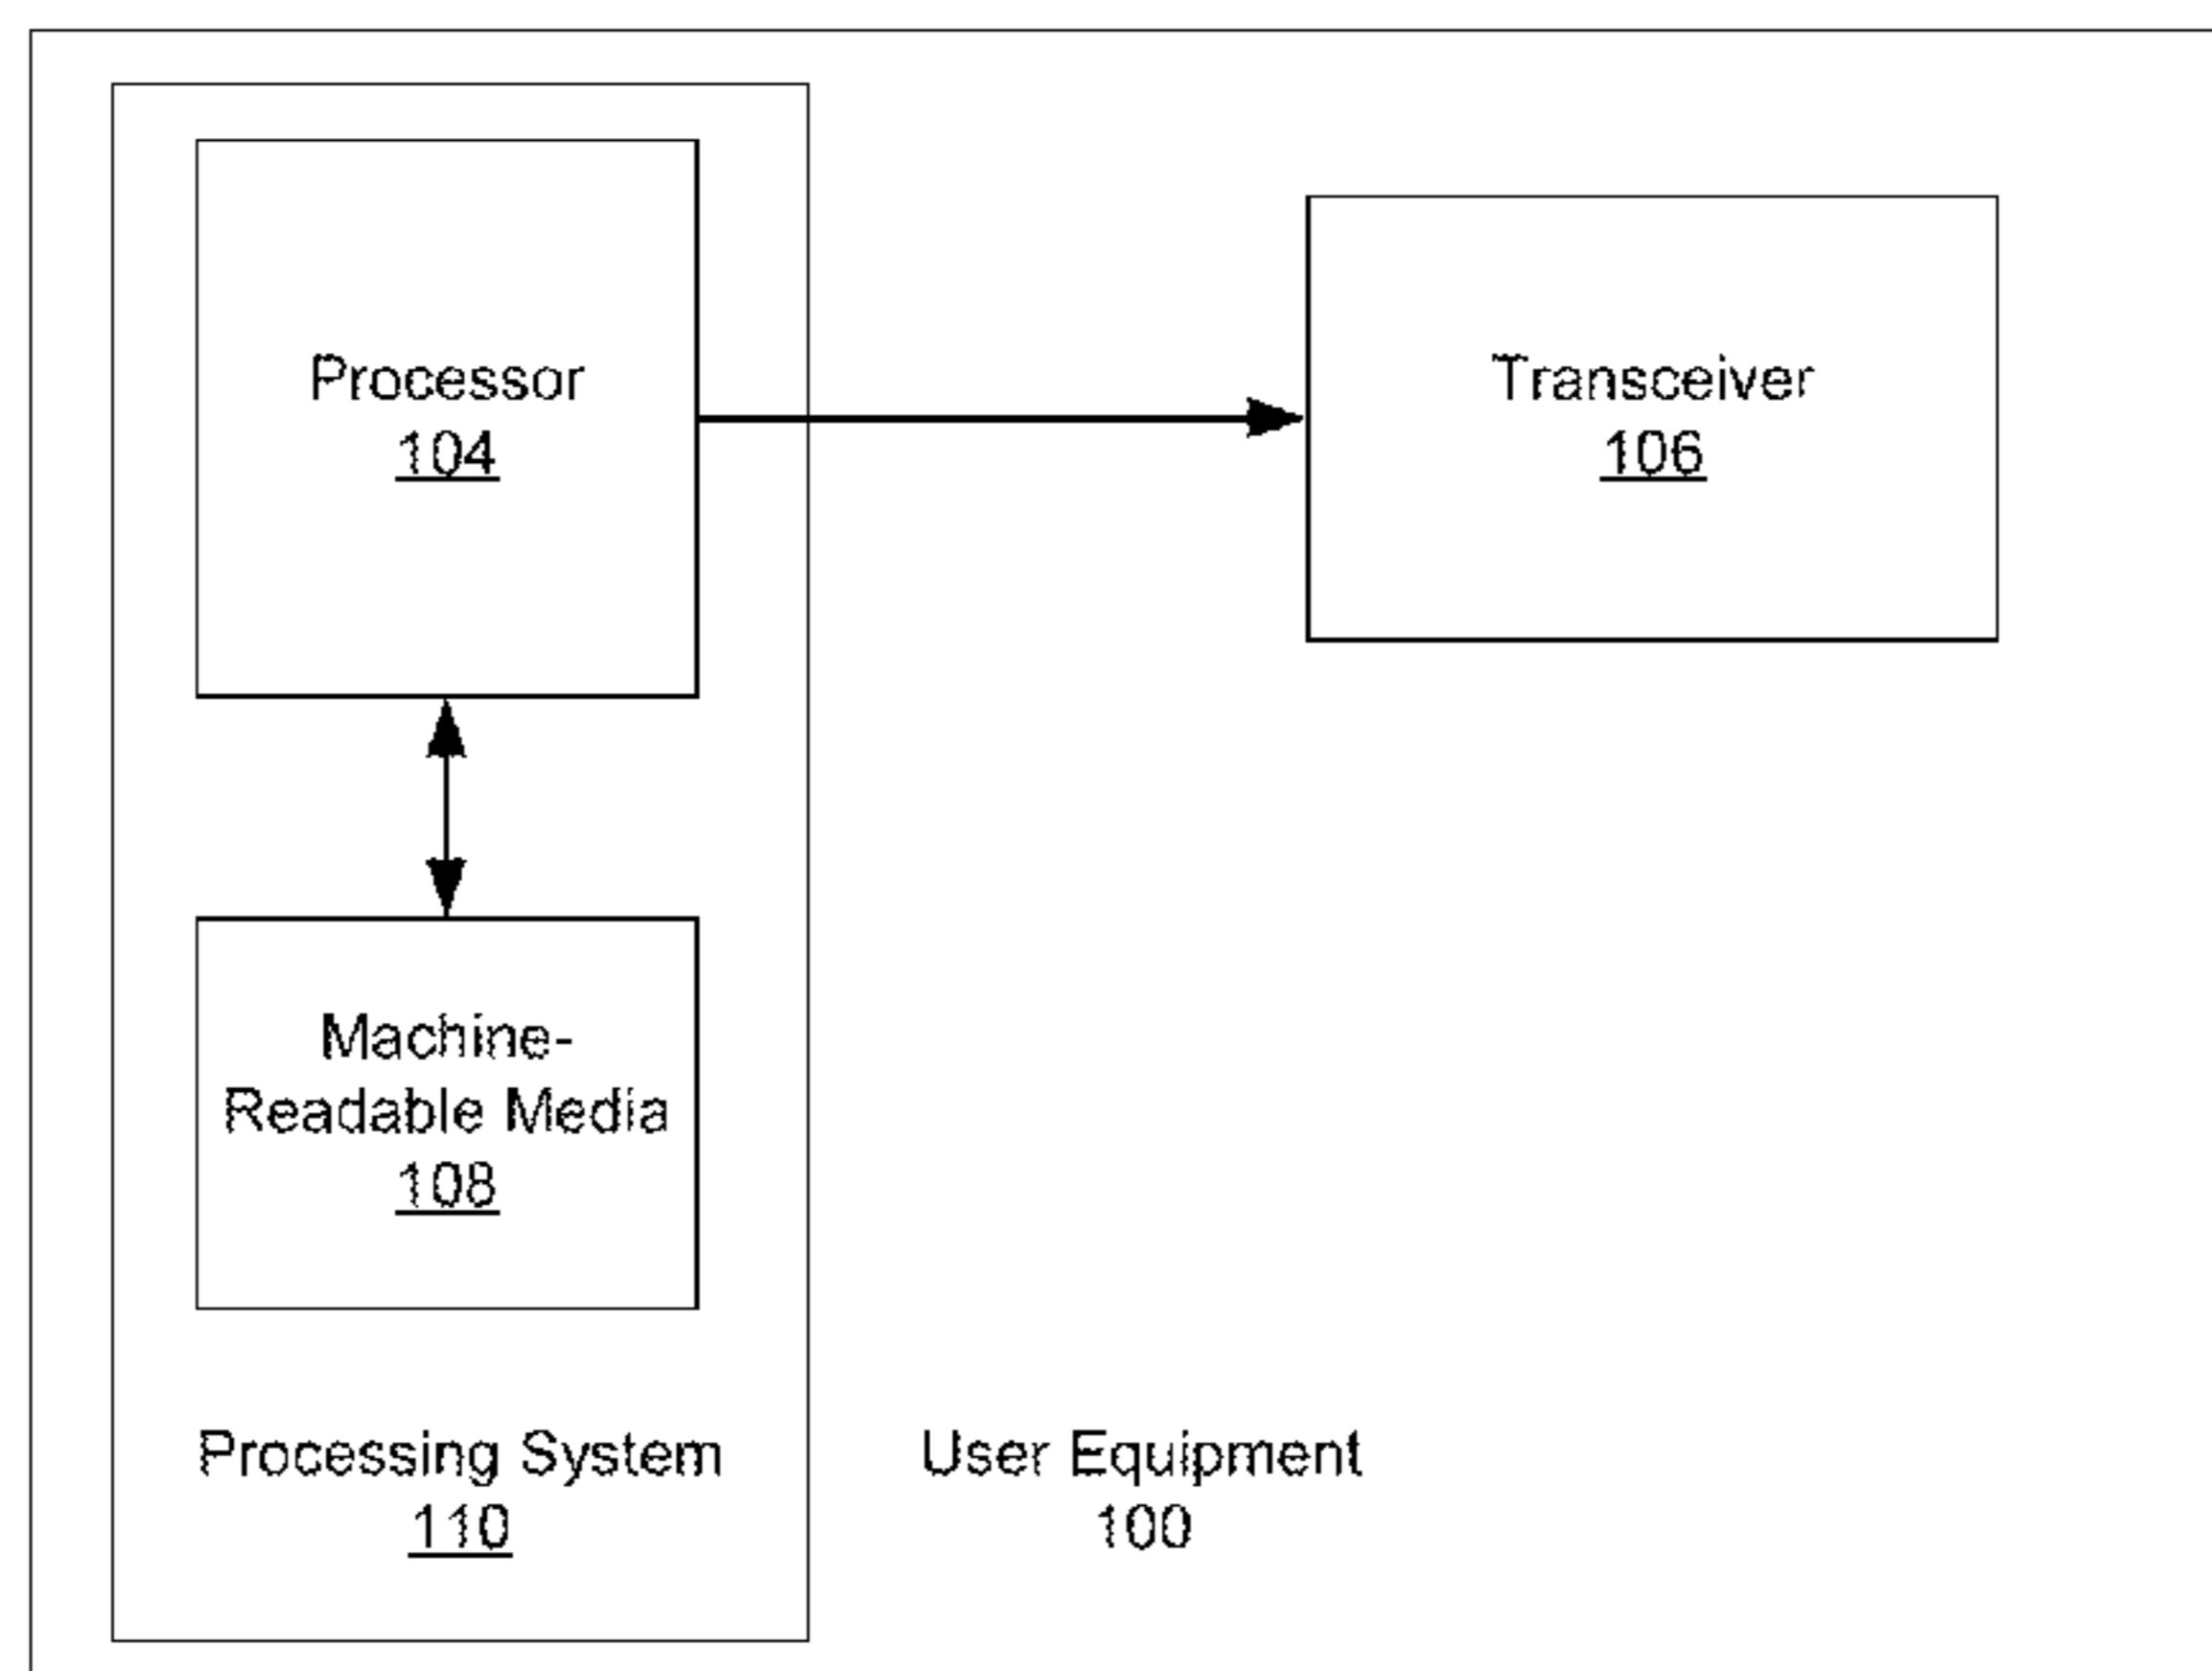 Processor
104
Transceiver
106
Machine-
Readable Media
108
Processing System
110
User Equipment
100